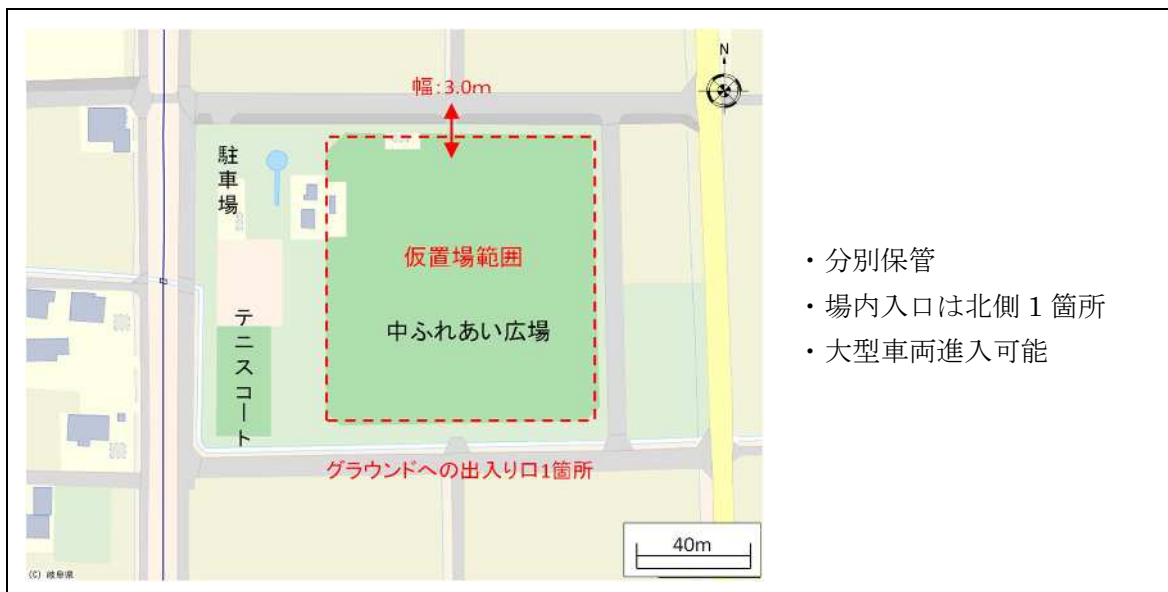 N
幅:3.0m
駐車場
仮置場範囲
中ふれあい広場
テニスコート
グラウンドへの出入り口1箇所
40m
(C) 岐阜県
・分別保管
・場内入口は北側 1 箇所
・大型車両進入可能